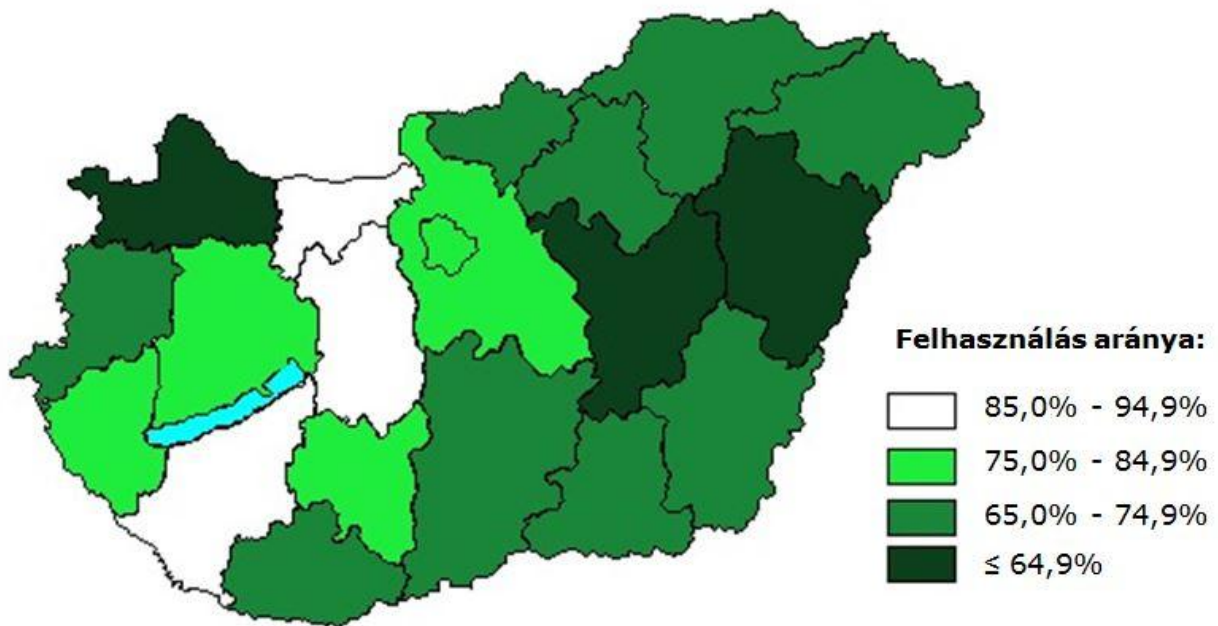 Felhasználás aránya:
85,0% - 94,9%
75,0% - 84,9%
65,0% - 74,9%
≤ 64,9%